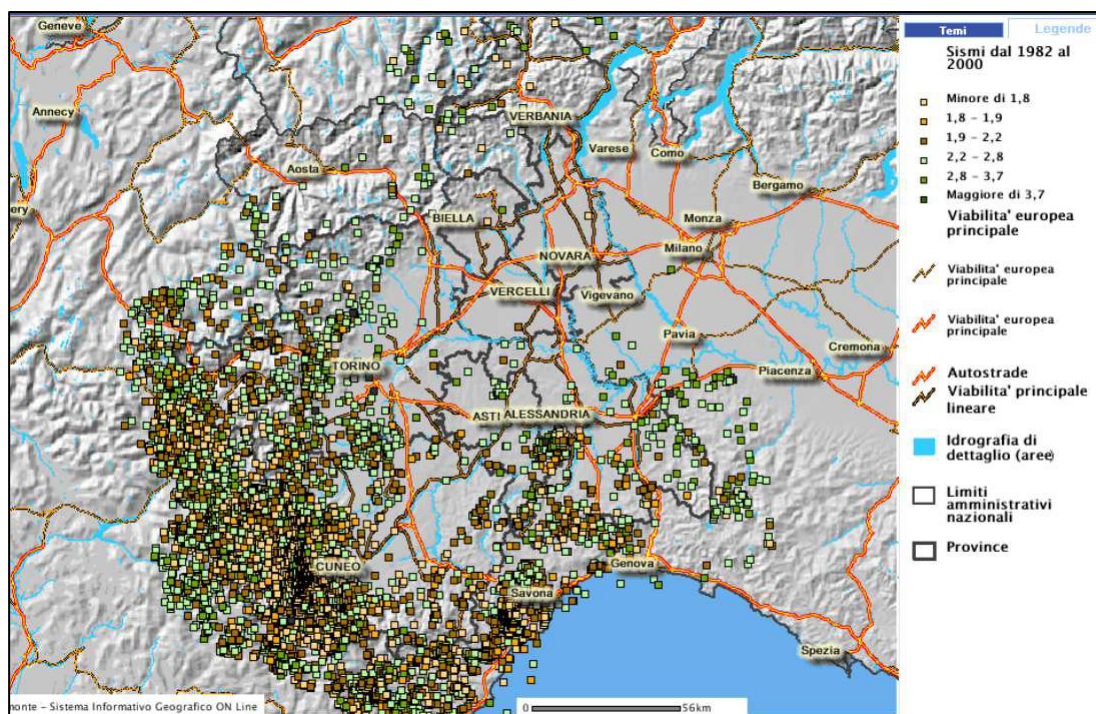 Geneve
Annecy
ery
Aosta
VERBANIA
Varese
Como
Bergamo
BIELLA
Monza
NOVARA
Milano
VERCELLI
Vigevano
Pavia
Cremona
TORINO
Piacenza
ASTI
ALESSANDRIA
CUNEO
Genova
Savona
Spezia
nonte - Sistema Informativo Geografico ON Line
0
56km
Temi
Legende
Sismi dal 1982 al
2000
Minore di 1,8
1,8 - 1,9
1,9 - 2,2
2,2 - 2,8
2,8 - 3,7
Maggiore di 3,7
Viabilita' europea
principale
Viabilita' europea
principale
Viabilita' europea
principale
Autostrade
Viabilita' principale
lineare
Idrografia di
dettaglio (aree)
Limiti
amministrativi
nazionali
Province